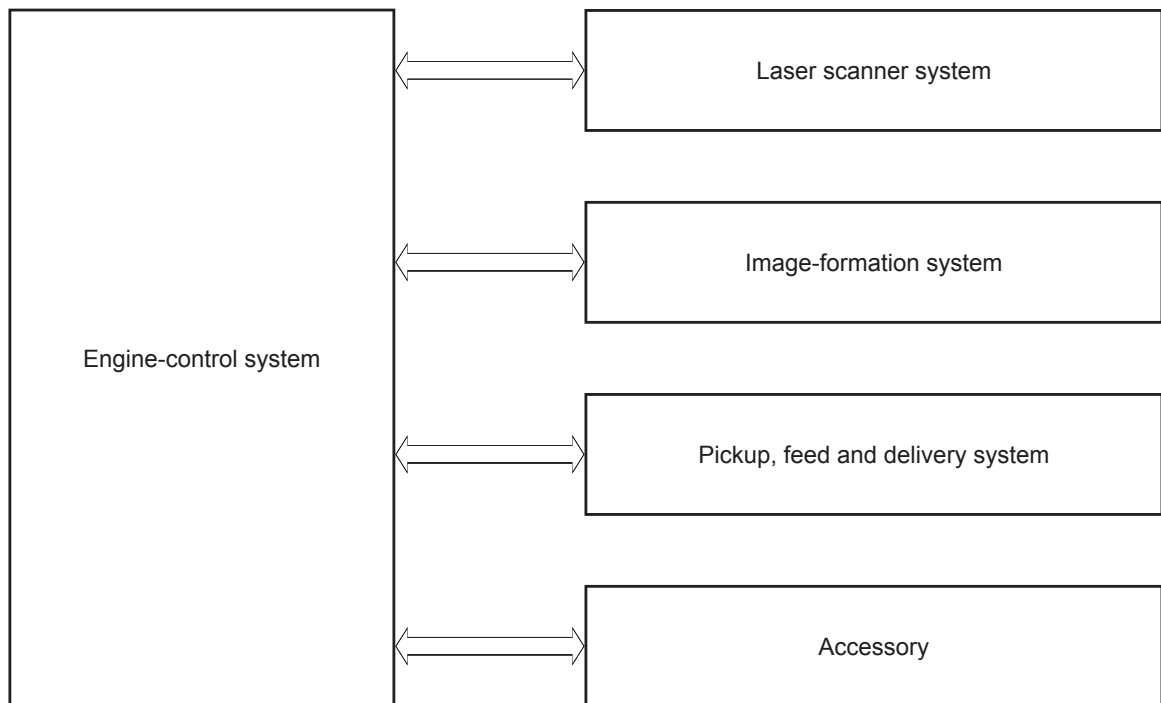 Laser scanner system
Image-formation system
Engine-control system
Pickup, feed and delivery system
Accessory